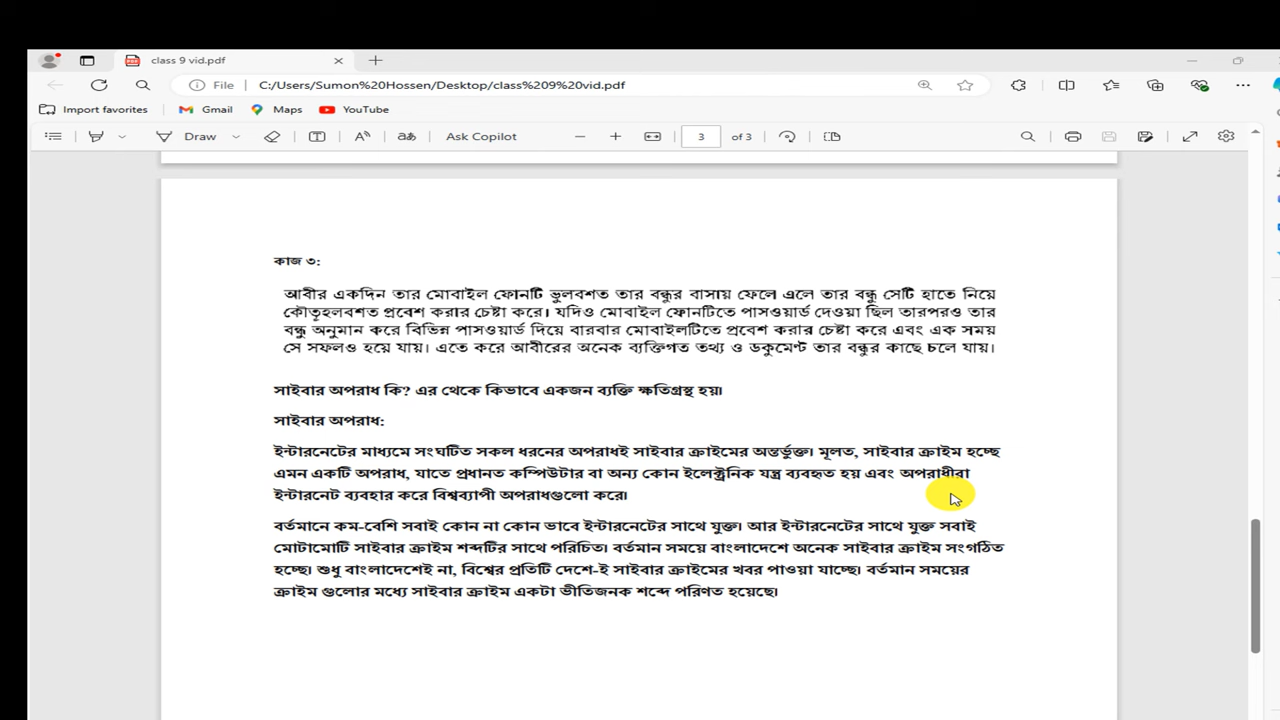 class 9 vid.pdf
File C:/Users/Sumon%20Hossen/Desktop/class%209%20vid.pdf
Import favorites Gmail Maps YouTube
Draw Ask Copilot 3 of 3
কাজ ৩:
আবীর একদিন তার মোবাইল ফোনটি ভুলবশত তার বন্ধুর বাসায় ফেলে এলে তার বন্ধু সেটি হাতে নিয়ে
কৌতূহলবশত প্রবেশ করার চেষ্টা করে। যদিও মোবাইল ফোনটিতে পাসওয়ার্ড দেওয়া ছিল তারপরও তার
বন্ধু অনুমান করে বিভিন্ন পাসওয়ার্ড দিয়ে বারবার মোবাইলটিতে প্রবেশ করার চেষ্টা করে এবং এক সময়
সে সফলও হয়ে যায়। এতে করে আবীরের অনেক ব্যক্তিগত তথ্য ও ডকুমেন্ট তার বন্ধুর কাছে চলে যায়।
সাইবার অপরাধ কি? এর থেকে কিভাবে একজন ব্যক্তি ক্ষতিগ্রস্থ হয়।
সাইবার অপরাধ:
ইন্টারনেটের মাধ্যমে সংঘটিত সকল ধরনের অপরাধই সাইবার ক্রাইমের অন্তর্ভুক্ত। মূলত, সাইবার ক্রাইম হচ্ছে
এমন একটি অপরাধ, যাতে প্রধানত কম্পিউটার বা অন্য কোন ইলেক্ট্রনিক যন্ত্র ব্যবহৃত হয় এবং অপরাধীরা
ইন্টারনেট ব্যবহার করে বিশ্বব্যাপী অপরাধগুলো করে।
বর্তমানে কম-বেশি সবাই কোন না কোন ভাবে ইন্টারনেটের সাথে যুক্ত। আর ইন্টারনেটের সাথে যুক্ত সবাই
মোটামোটি সাইবার ক্রাইম শব্দটির সাথে পরিচিত। বর্তমান সময়ে বাংলাদেশে অনেক সাইবার ক্রাইম সংগঠিত
হচ্ছে। শুধু বাংলাদেশেই না, বিশ্বের প্রতিটি দেশে-ই সাইবার ক্রাইমের খবর পাওয়া যাচ্ছে। বর্তমান সময়ের
ক্রাইম গুলোর মধ্যে সাইবার ক্রাইম একটা ভীতিজনক শব্দে পরিণত হয়েছে।